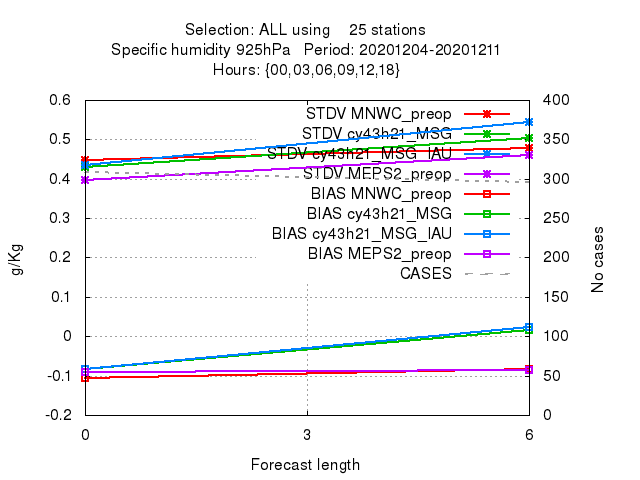 Selection: ALL using 25 stations
Specific humidity 925hPa Period: 20201204-20201211
Hours: {00,03,06,09,12,18}
0.6
0.5
0.4
0.3
0.2
0.1
0
-0.1
-0.2
g/Kg
400
350
300
250
200
150
100
50
0
No cases
STDV MNWC_preop
STDV cy43h21_MSG
STDV cy43h21_MSG_IAU
STDV MEPS2_preop
BIAS MNWC_preop
BIAS cy43h21_MSG
BIAS cy43h21_MSG_IAU
BIAS MEPS2_preop
CASES
0 3 6
Forecast length